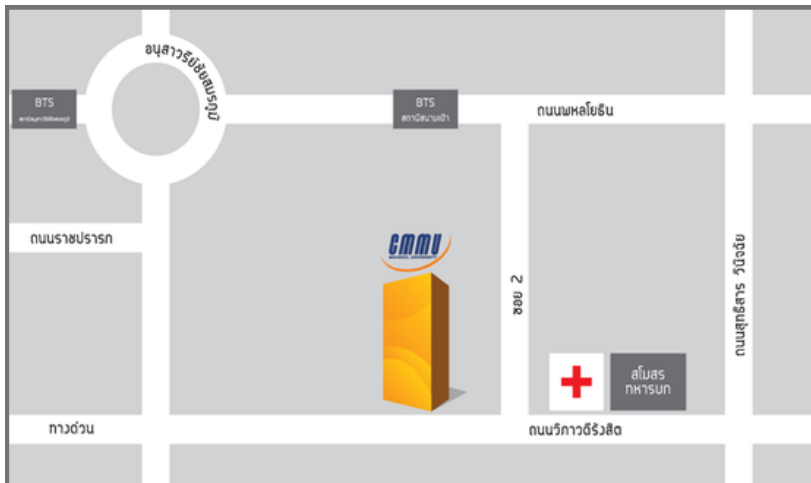 อนุสาวรีย์ชัยสมรภูมิ
BTS
BTS
สถานีสนามเป้า
ถนนพหลโยธิน
ถนนราชปรารภ
CMMU
MAHIDOL UNIVERSITY
ซอย 2
ถนนสุทธิสาร วินิจฉัย
สโมสร
ทหารบก
ทางด่วน
ถนนวิภาวดีรังสิต